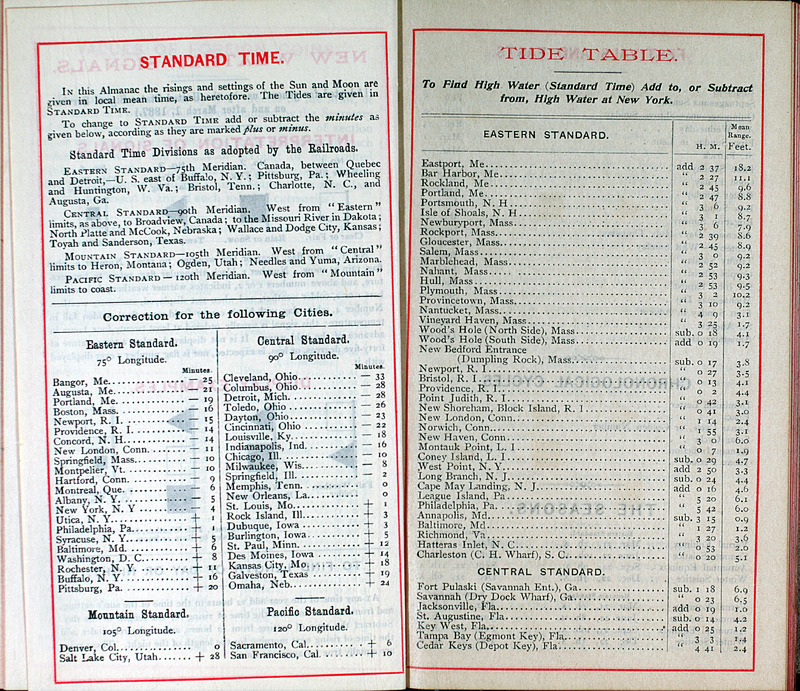 STANDARD TIME.
IN this Almanac the risings and settings of the Sun and Moon are
given in local mean time, as heretofore. The Tides are given in
STANDARD TIME.
To change to STANDARD TIME add or subtract the minutes as
given below, according as they are marked plus or minus.
Standard Time Divisions as adopted by the Railroads.
EASTERN STANDARD—75th Meridian. Canada, between Quebec
and Detroit,—U. S. east of Buffalo, N. Y.; Pittsburg, Pa.; Wheeling
and Huntington, W. Va.; Bristol, Tenn.; Charlotte, N. C., and
Augusta, Ga.
CENTRAL STANDARD—90th Meridian. West from "Eastern"
limits, as above, to Broadview, Canada; to the Missouri River in Dakota;
North Platte and McCook, Nebraska; Wallace and Dodge City, Kansas;
Toyah and Sanderson, Texas.
MOUNTAIN STANDARD—105th Meridian. West from "Central"
limits to Heron, Montana; Ogden, Utah; Needles and Yuma, Arizona.
PACIFIC STANDARD—120th Meridian. West from "Mountain"
limits to coast.
Correction for the following Cities.
Eastern Standard.
75° Longitude.
Minutes.
Bangor, Me. — 25
Augusta, Me. — 21
Portland, Me. — 19
Boston, Mass. — 16
Newport, R. I. — 15
Providence, R. I. — 14
Concord, N. H. — 14
New London, Conn. — 11
Springfield, Mass. — 10
Montpelier, Vt. — 10
Hartford, Conn. — 9
Montreal, Que. — 6
Albany, N. Y. — 5
New York, N. Y — 4
Utica, N. Y. + 1
Philadelphia, Pa. + 1
Syracuse, N. Y. + 5
Baltimore, Md. + 6
Washington, D. C. + 8
Rochester, N. Y. + 11
Buffalo, N. Y. + 16
Pittsburg, Pa. + 20
Central Standard.
90° Longitude.
Minutes.
Cleveland, Ohio — 33
Columbus, Ohio — 28
Detroit, Mich. — 28
Toledo, Ohio — 26
Dayton, Ohio — 23
Cincinnati, Ohio — 22
Louisville, Ky. — 18
Indianapolis, Ind. — 16
Chicago, Ill. — 10
Milwaukee, Wis. — 8
Springfield, Ill. — 2
Memphis, Tenn. 0
New Orleans, La. 0
St. Louis, Mo. + 1
Rock Island, Ill. + 3
Dubuque, Iowa + 3
Burlington, Iowa + 5
St. Paul, Minn. + 12
Des Moines, Iowa + 14
Kansas City, Mo. + 18
Galveston, Texas + 19
Omaha, Neb. + 24
Mountain Standard.
105° Longitude.
Denver, Col. 0
Salt Lake City, Utah. + 28
Pacific Standard.
120° Longitude.
Sacramento, Cal. + 6
San Francisco, Cal. + 10
TIDE TABLE.
To Find High Water (Standard Time) Add to, or Subtract
from, High Water at New York.
EASTERN STANDARD. H. M. Mean Range. Feet.
Eastport, Me. add 2 37 18.2
Bar Harbor, Me. " 2 27 11.1
Rockland, Me " 2 45 9.6
Portland, Me " 2 47 8.8
Portsmouth, N. H " 3 6 9.2
Isle of Shoals, N. H " 3 1 8.7
Newburyport, Mass " 3 6 7.9
Rockport, Mass. " 2 39 8.6
Gloucester, Mass " 2 45 8.9
Salem, Mass " 3 0 9.2
Marblehead, Mass " 2 52 9.2
Nahant, Mass " 2 53 9.3
Hull, Mass " 2 53 9.5
Plymouth, Mass " 3 2 10.2
Provincetown, Mass " 3 10 9.2
Nantucket, Mass " 4 9 3.1
Vineyard Haven, Mass " 3 25 1.7
Wood's Hole (North Side), Mass sub. 0 18 4.1
Wood's Hole (South Side), Mass add 0 19 1.7
New Bedford Entrance
(Dumpling Rock), Mass sub. 0 17 3.8
Newport, R. I " 0 27 3.5
Bristol, R. I " 0 13 4.1
Providence, R. I " 0 2 4.4
Point Judith, R. I " 0 42 3.1
New Shoreham, Block Island, R. I " 0 41 3.0
New London, Conn " 1 14 2.4
Norwich, Conn " 1 55 3.1
New Haven, Conn " 3 0 6.0
Montauk Point, L. I " 0 7 1.9
Coney Island, L. I sub. 0 29 4.7
West Point, N. Y. add 2 50 3.3
Long Branch, N. J. sub. 0 24 4.4
Cape May Landing, N. J. add 0 16 4.6
League Island, Pa " 5 20 6.1
Philadelphia, Pa " 5 42 6.0
Annapolis, Md sub. 3 15 0.9
Baltimore, Md " 1 27 1.2
Richmond, Va " 3 20 3.6
Hatteras Inlet, N. C " 0 53 2.0
Charleston (C. H. Wharf), S. C. " 0 20 5.1
CENTRAL STANDARD.
Fort Pulaski (Savannah Ent.), Ga sub. 1 18 6.9
Savannah (Dry Dock Wharf), Ga " 0 23 6.5
Jacksonville, Fla add 0 19 1.0
St. Augustine, Fla sub. 0 14 4.2
Key West, Fla. add 0 25 1.2
Tampa Bay (Egmont Key), Fla. " 3 3 1.4
Cedar Keys (Depot Key), Fla. " 4 41 2.4